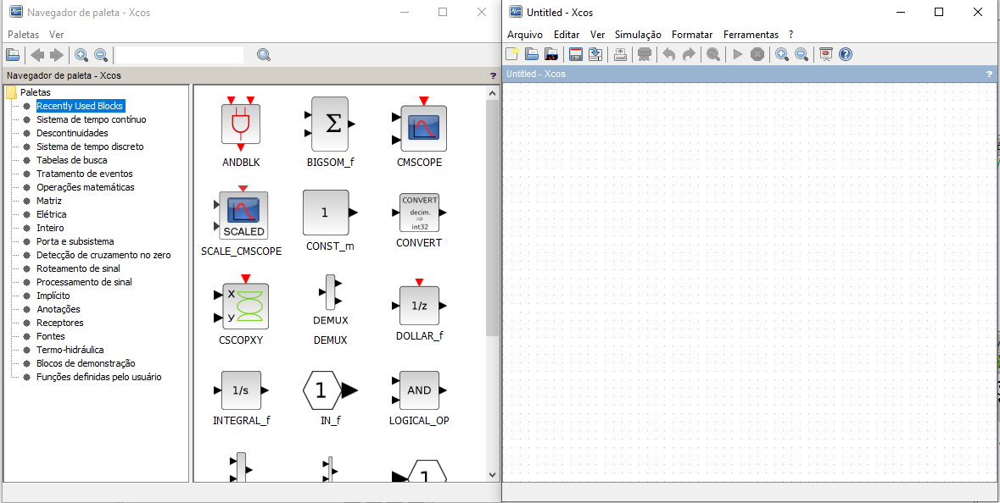 Navegador de paleta - Xcos
Paletas Ver
Navegador de paleta - Xcos ?
Paletas
Recently Used Blocks
Sistema de tempo contínuo
Descontinuidades
Sistema de tempo discreto
Tabelas de busca
Tratamento de eventos
Operações matemáticas
Matriz
Elétrica
Inteiro
Porta e subsistema
Detecção de cruzamento no zero
Roteamento de sinal
Processamento de sinal
Implícito
Anotações
Receptores
Fontes
Termo-hidráulica
Blocos de demonstração
Funções definidas pelo usuário
Σ
ANDBLK BIGSOM_f CMSCOPE
SCALED
1
CONVERT
decim.
⇒
int32
SCALE_CMSCOPE CONST_m CONVERT
X
y
DEMUX
1/z
CSCOPXY DEMUX DOLLAR_f
1/s 1 AND
INTEGRAL_f IN_f LOGICAL_OP
1
Untitled - Xcos
Arquivo Editar Ver Simulação Formatar Ferramentas ?
Untitled - Xcos ?